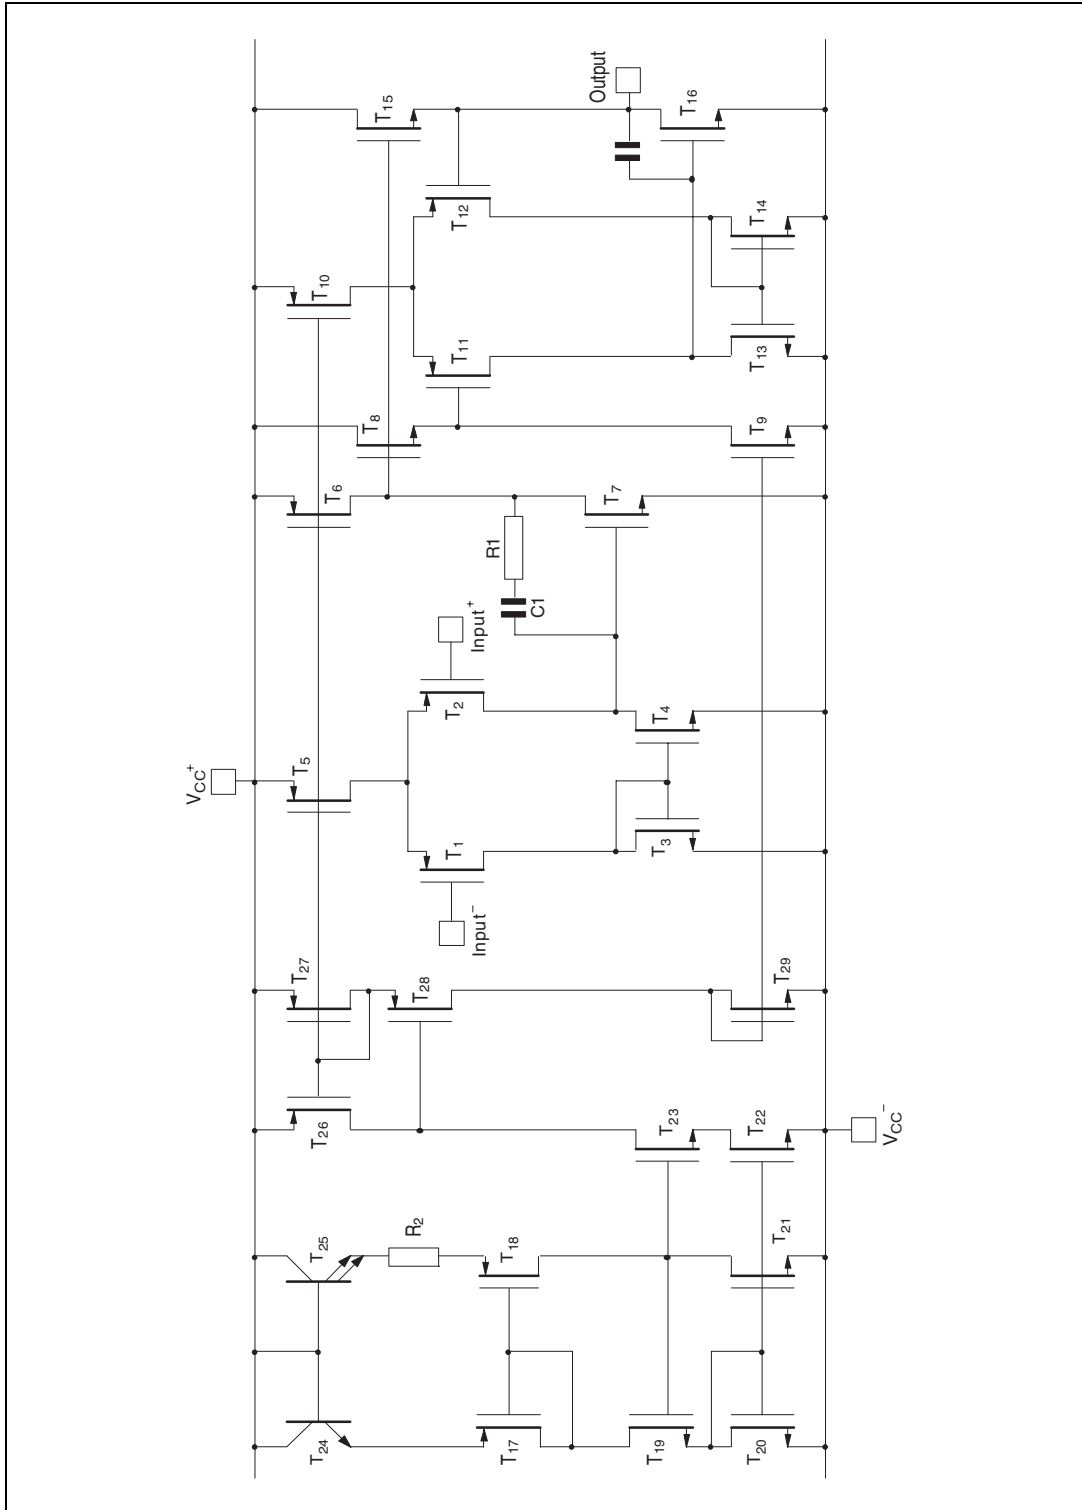 Output
T15
T16
T12
T14
T10
T11
T13
T8
T9
T6
T7
R1
C1
Input+
T2
T4
VCC+
T5
T1
T3
Input−
T27
T28
T29
T26
T23
T22
VCC−
T25
R2
T18
T21
T24
T17
T19
T20